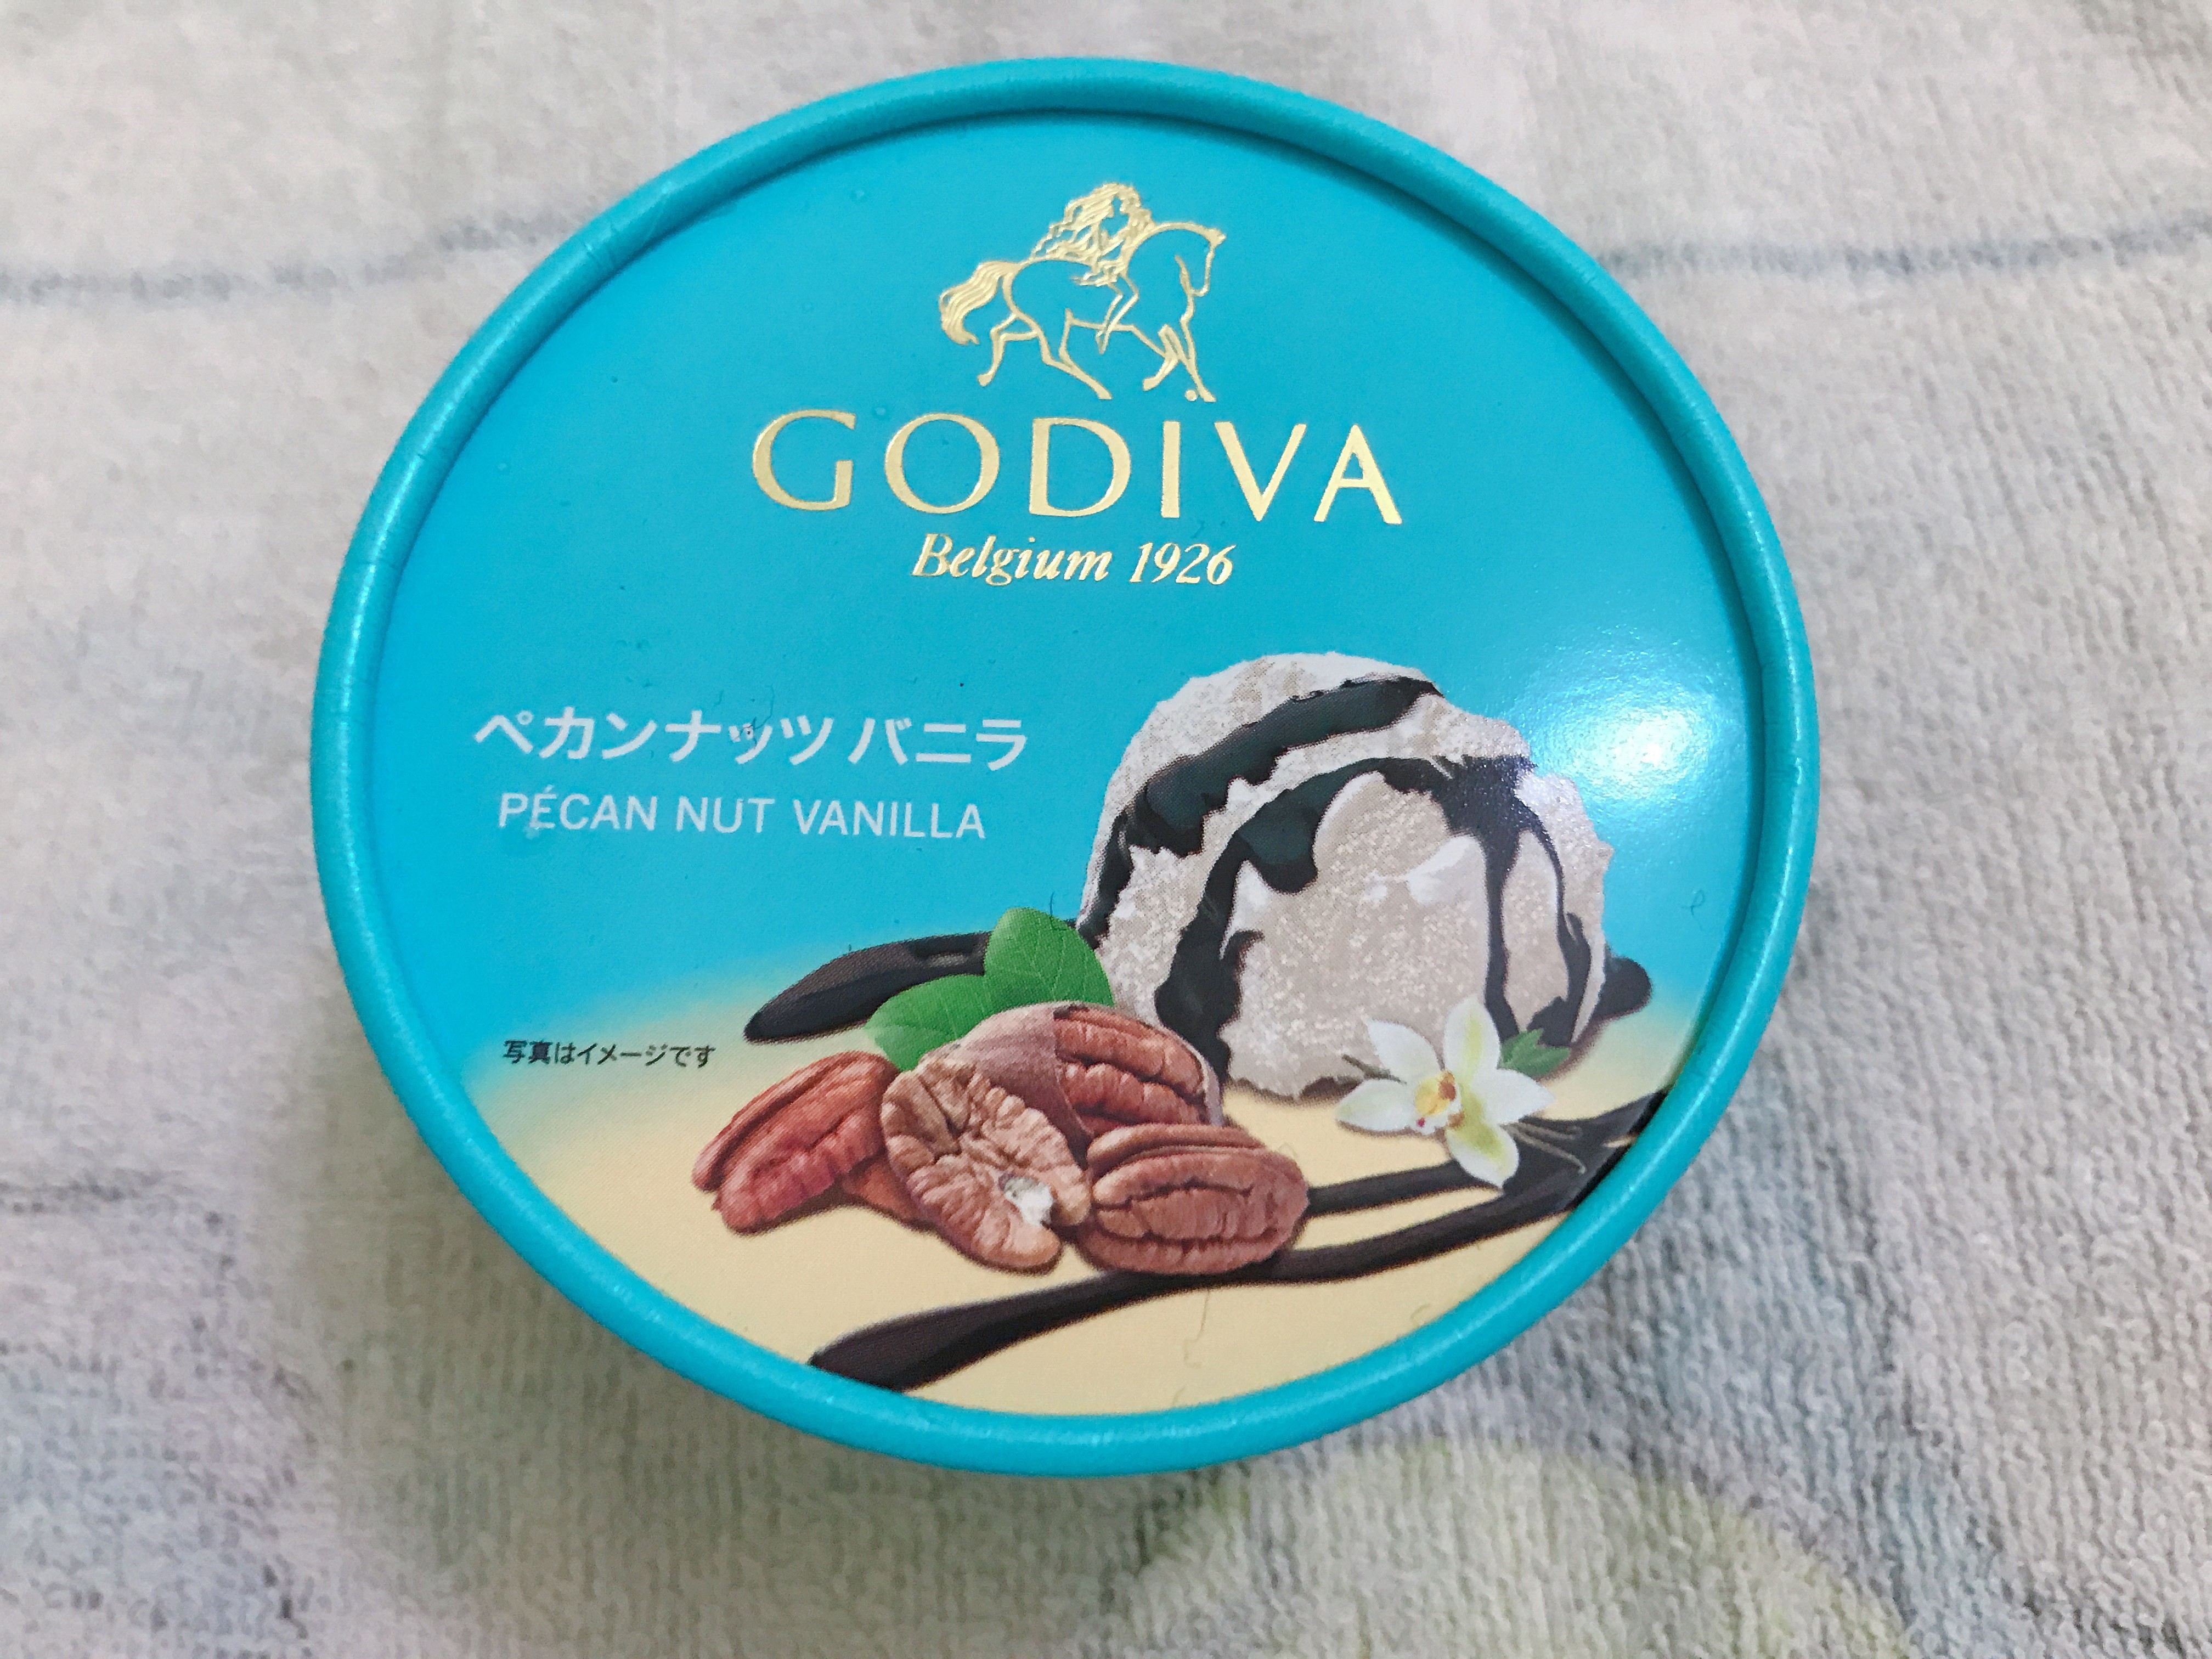 GODIVA
Belgium 1926
ペカンナッツ バニラ
PÉCAN NUT VANILLA
写真はイメージです